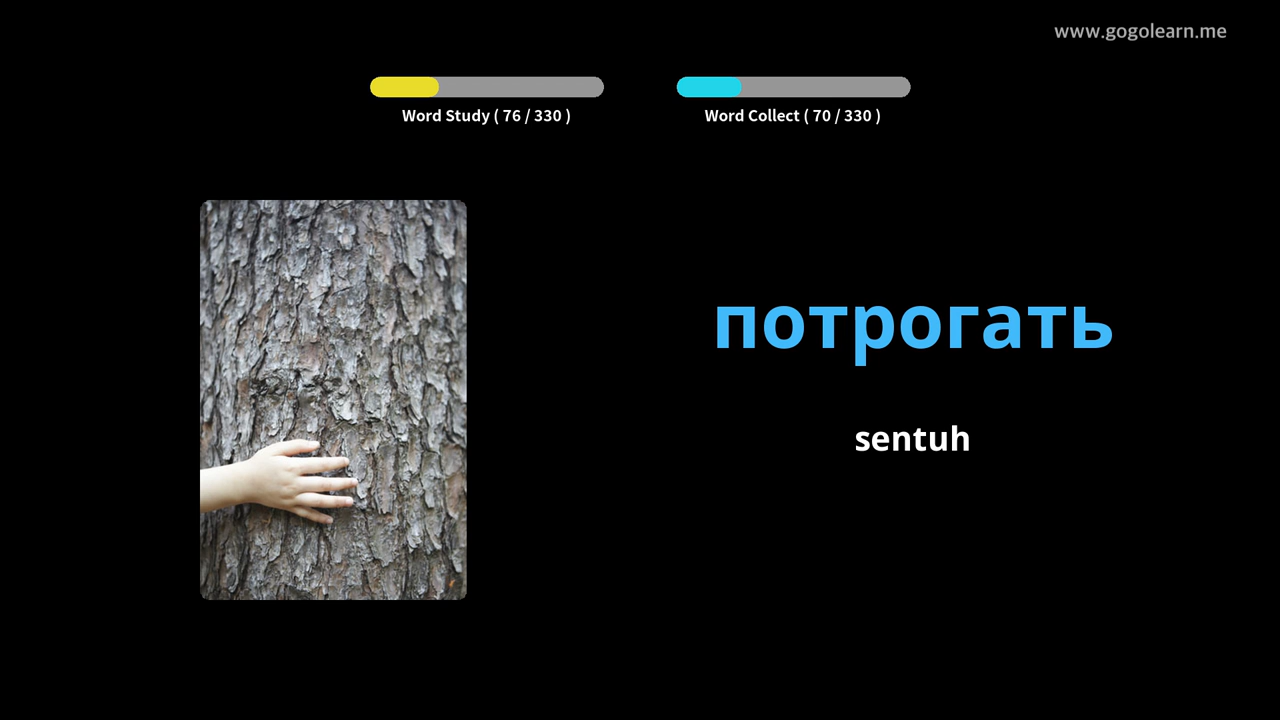 www.gogolearn.me
Word Study ( 76 / 330 )
Word Collect ( 70 / 330 )
потрогать
sentuh